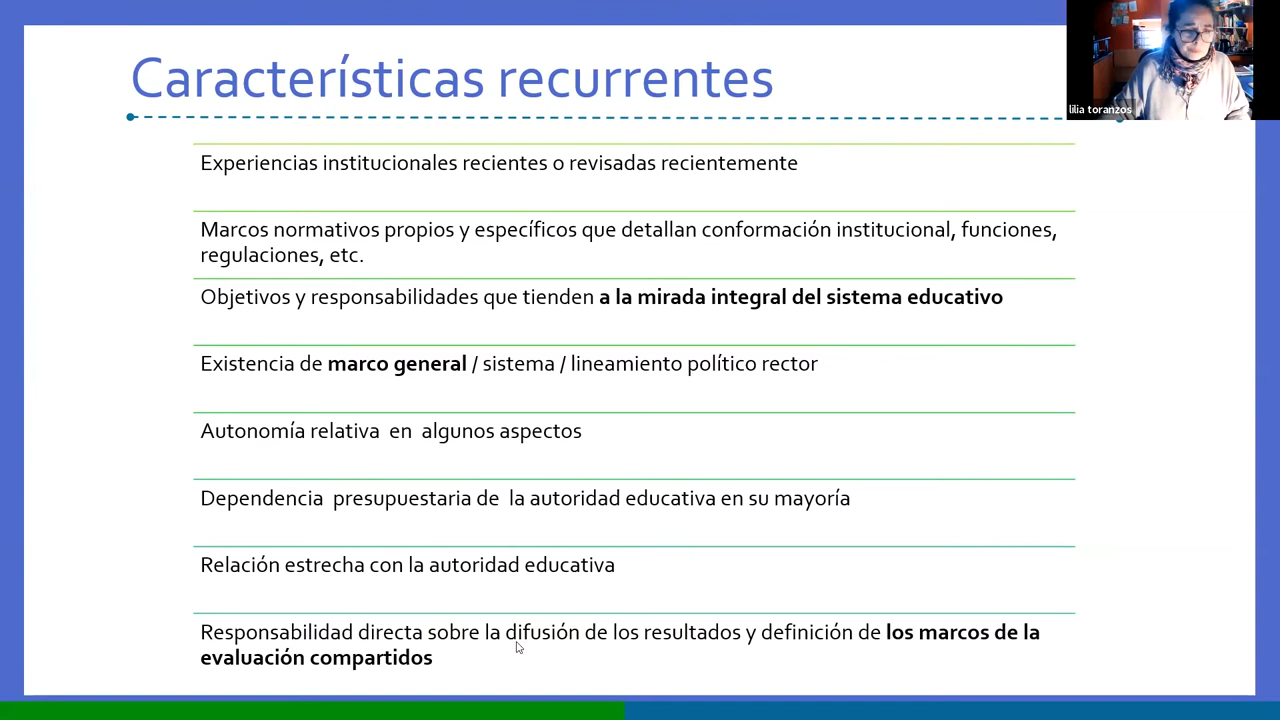 Características recurrentes
lilia toranzos
Experiencias institucionales recientes o revisadas recientemente
Marcos normativos propios y específicos que detallan conformación institucional, funciones,
regulaciones, etc.
Objetivos y responsabilidades que tienden a la mirada integral del sistema educativo
Existencia de marco general / sistema / lineamiento político rector
Autonomía relativa en algunos aspectos
Dependencia presupuestaria de la autoridad educativa en su mayoría
Relación estrecha con la autoridad educativa
Responsabilidad directa sobre la difusión de los resultados y definición de los marcos de la
evaluación compartidos